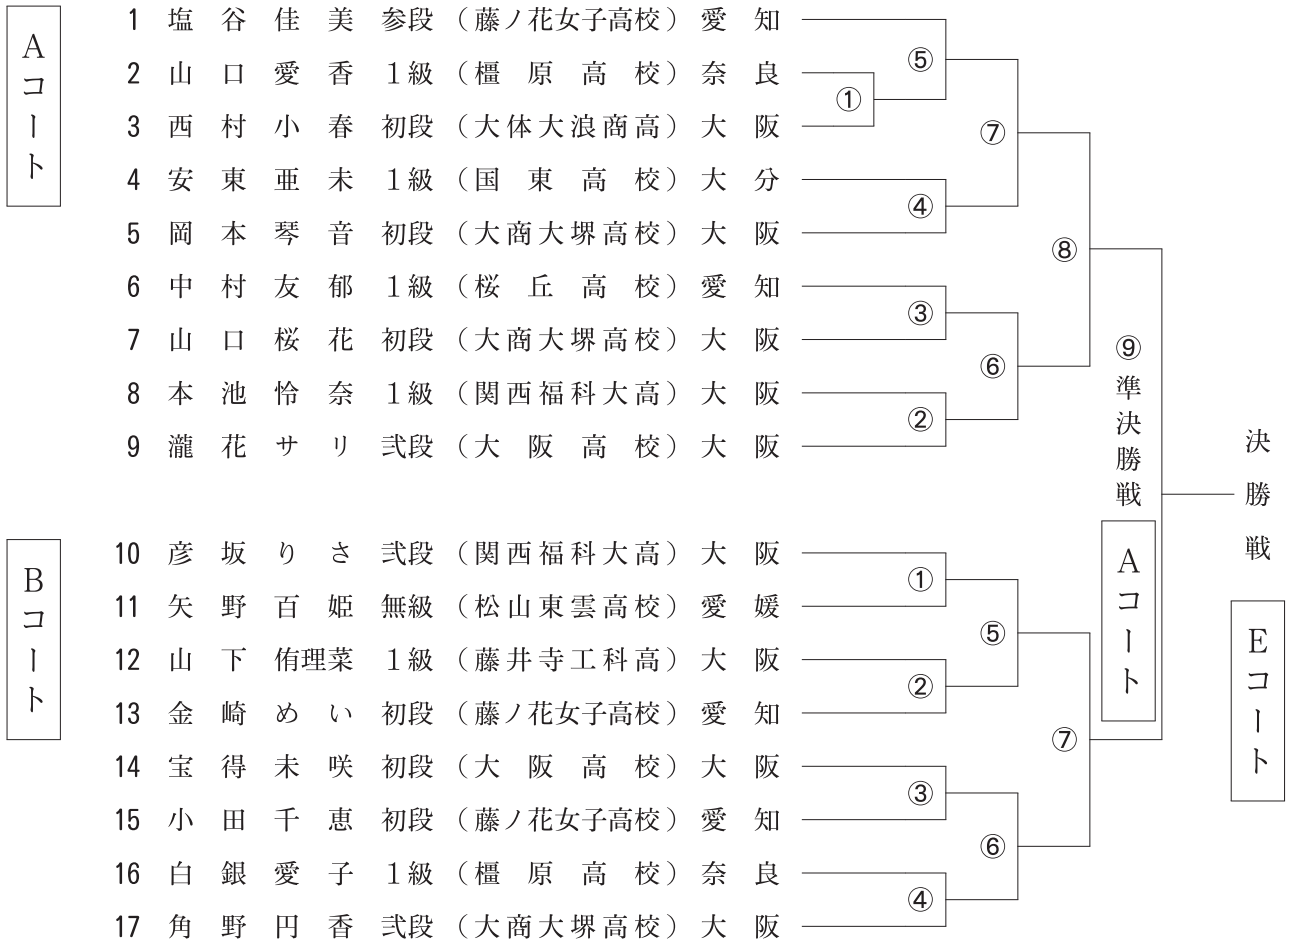 Aコート
1 塩谷佳美 参段 (藤ノ花女子高校) 愛知
2 山口愛香 1級 (橿原高校) 奈良
3 西村小春 初段 (大体大浪商高) 大阪
4 安東亜未 1級 (国東高校) 大分
5 岡本琴音 初段 (大商大堺高校) 大阪
6 中村友郁 1級 (桜丘高校) 愛知
7 山口桜花 初段 (大商大堺高校) 大阪
8 本池怜奈 1級 (関西福科大高) 大阪
9 瀧花サリ 弐段 (大阪高校) 大阪
⑤
①
⑦
④
⑧
③
⑥
②
Bコート
10 彦坂りさ 弐段 (関西福科大高) 大阪
11 矢野百姫 無級 (松山東雲高校) 愛媛
12 山下侑理菜 1級 (藤井寺工科高) 大阪
13 金崎めい 初段 (藤ノ花女子高校) 愛知
14 宝得未咲 初段 (大阪高校) 大阪
15 小田千恵 初段 (藤ノ花女子高校) 愛知
16 白銀愛子 1級 (橿原高校) 奈良
17 角野円香 弐段 (大商大堺高校) 大阪
①
⑤
②
⑦
③
⑥
④
⑨準決勝戦
Aコート
決勝戦
Eコート